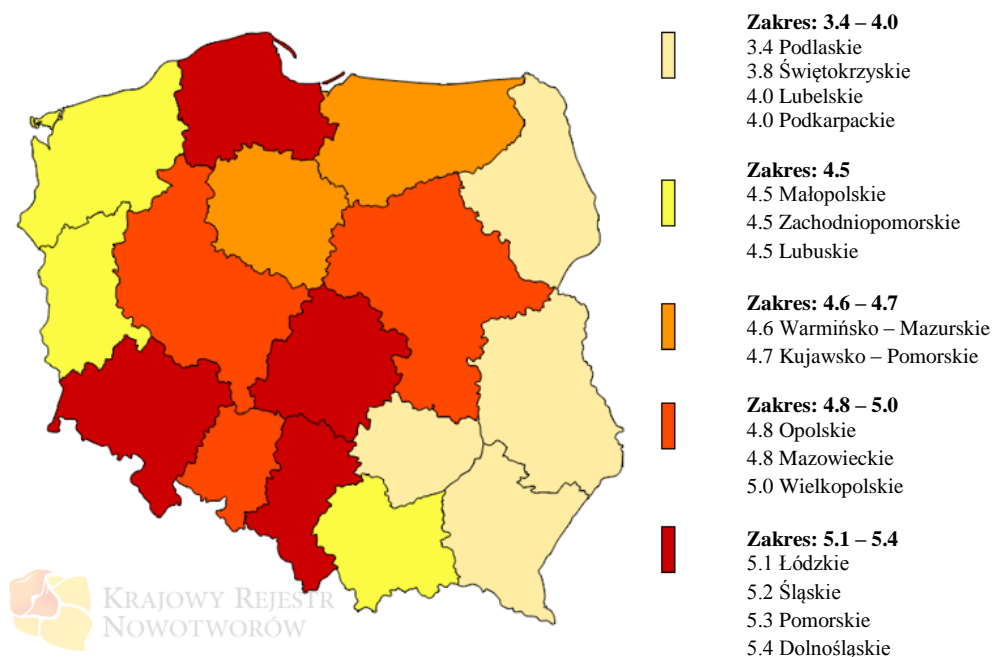 Zakres: 3.4 – 4.0
3.4 Podlaskie
3.8 Świętokrzyskie
4.0 Lubelskie
4.0 Podkarpackie
Zakres: 4.5
4.5 Małopolskie
4.5 Zachodniopomorskie
4.5 Lubuskie
Zakres: 4.6 – 4.7
4.6 Warmińsko – Mazurskie
4.7 Kujawsko – Pomorskie
Zakres: 4.8 – 5.0
4.8 Opolskie
4.8 Mazowieckie
5.0 Wielkopolskie
Zakres: 5.1 – 5.4
5.1 Łódzkie
5.2 Śląskie
5.3 Pomorskie
5.4 Dolnośląskie
KRAJOWY REJESTR
NOWOTWORÓW